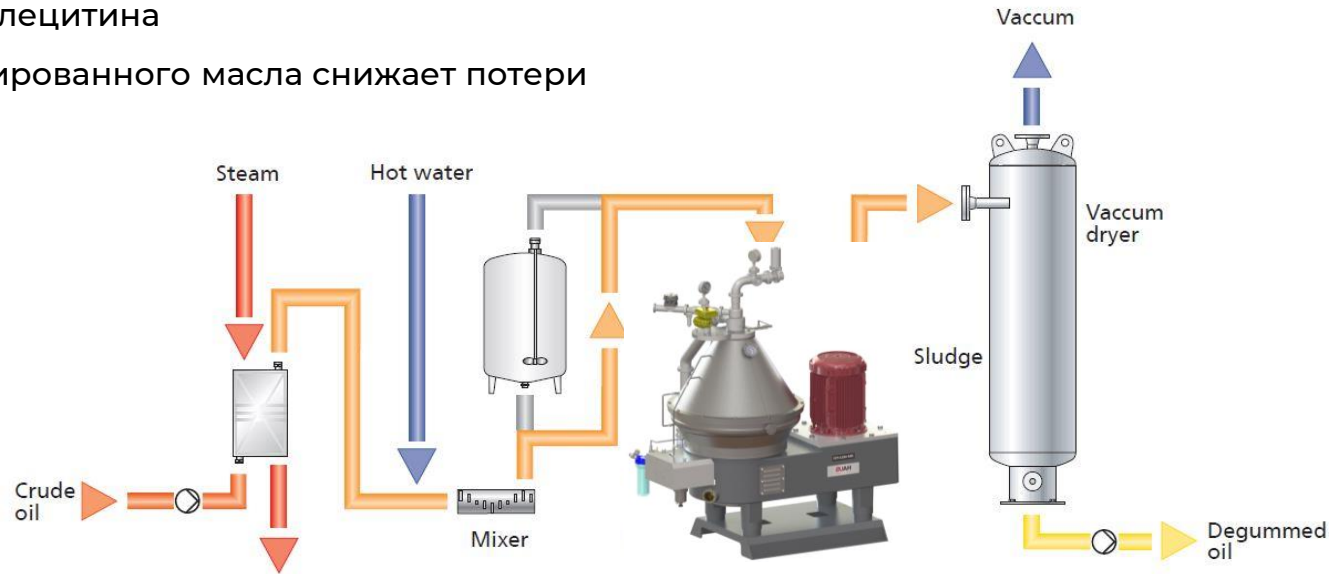 лецитина
ированного масла снижает потери
Vaccum
Steam
Hot water
Vaccum
dryer
Sludge
Crude
oil
Mixer
Degummed
oil